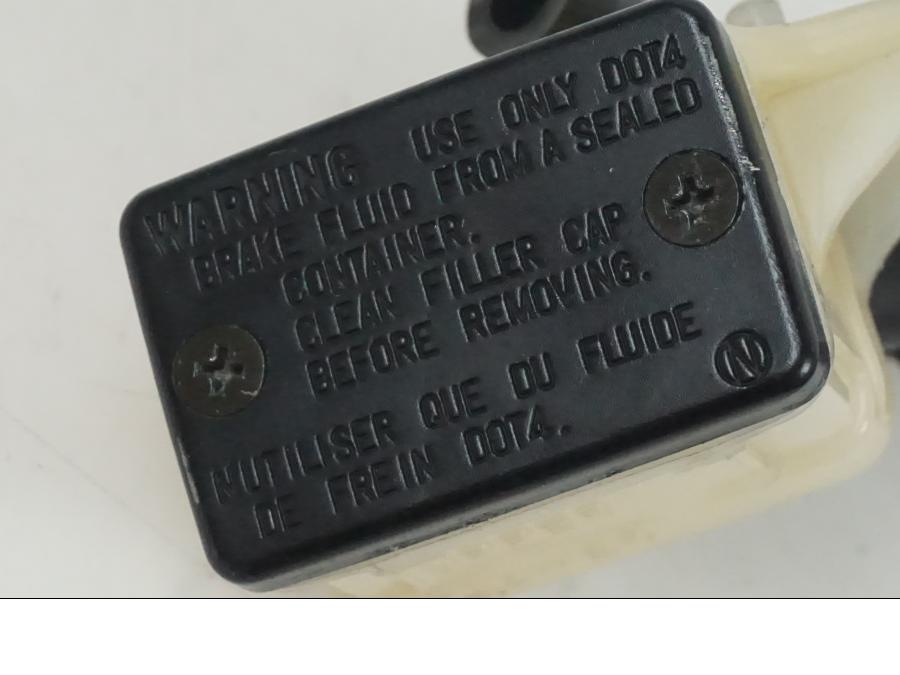 WARNING USE ONLY DOT4
BRAKE FLUID FROM A SEALED
CONTAINER.
CLEAN FILLER CAP
BEFORE REMOVING.
N'UTILISER QUE DU FLUIDE
DE FREIN DOT4.
N